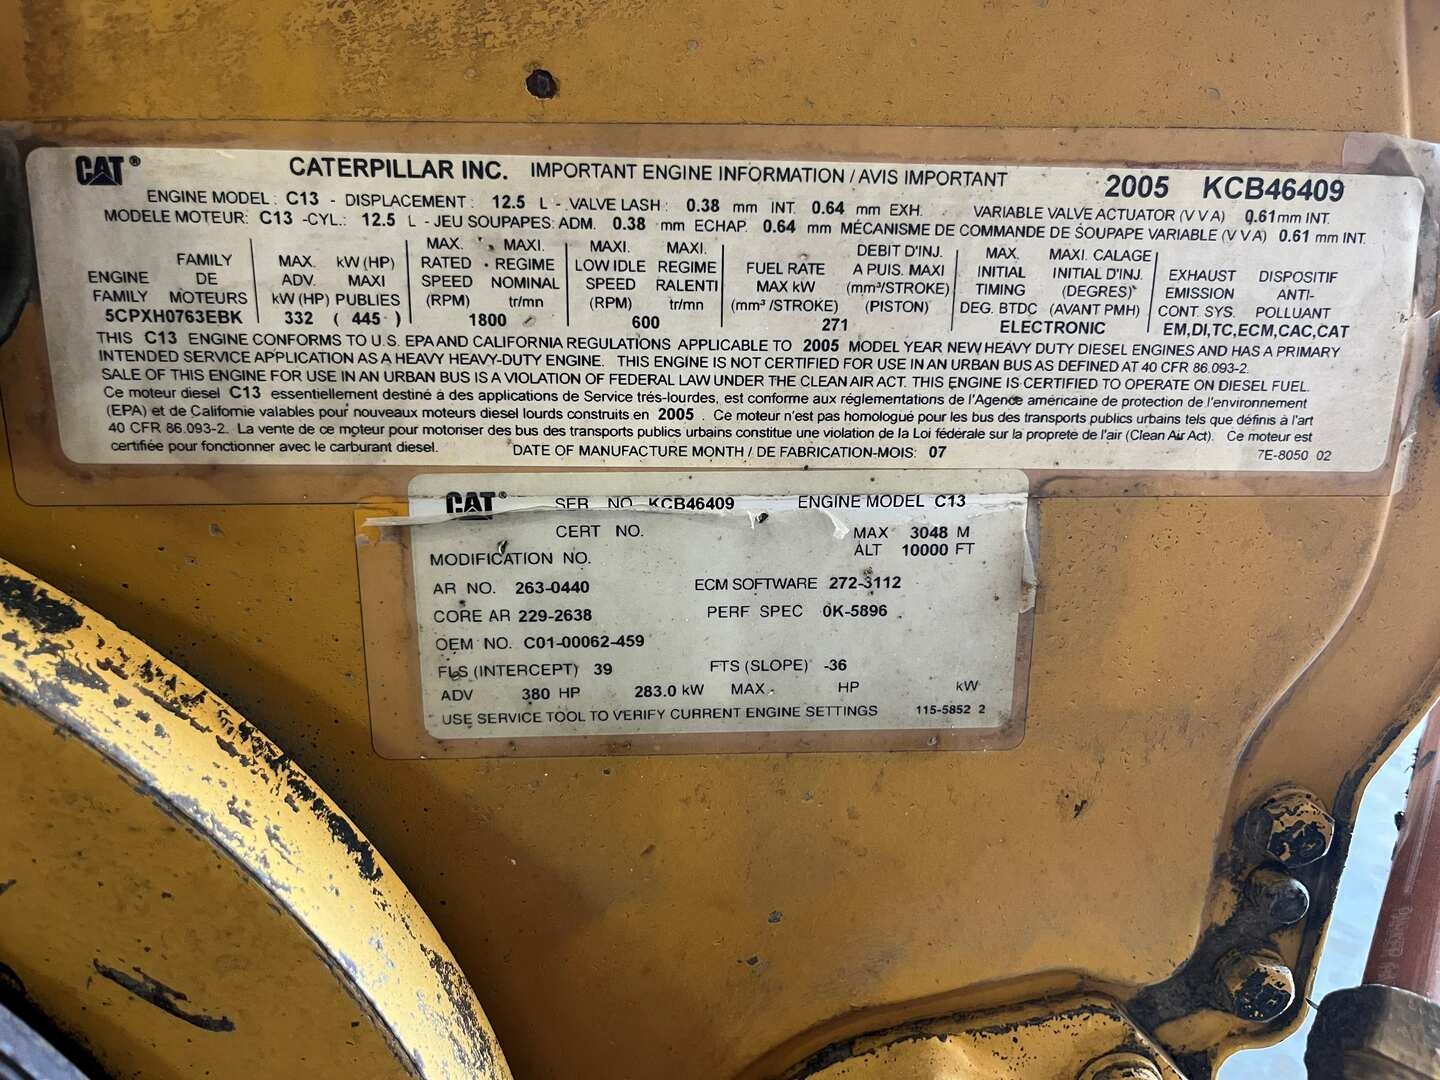 CAT® CATERPILLAR INC. IMPORTANT ENGINE INFORMATION / AVIS IMPORTANT 2005 KCB46409
ENGINE MODEL : C13 - DISPLACEMENT : 12.5 L - VALVE LASH : 0.38 mm INT. 0.64 mm EXH. VARIABLE VALVE ACTUATOR (V V A) 0.61 mm INT.
MODELE MOTEUR: C13 -CYL.: 12.5 L - JEU SOUPAPES: ADM. 0.38 mm ECHAP. 0.64 mm MÉCANISME DE COMMANDE DE SOUPAPE VARIABLE (V V A) 0.61 mm INT.
ENGINE FAMILY
FAMILY DE MOTEURS
5CPXH0763EBK
MAX. ADV. kW (HP)
kW (HP) MAXI PUBLIES
332 ( 445 )
MAX. RATED SPEED (RPM)
MAXI. REGIME NOMINAL tr/mn
1800
MAXI. LOW IDLE SPEED (RPM)
MAXI. REGIME RALENTI tr/mn
600
FUEL RATE MAX kW (mm³ /STROKE)
DEBIT D'INJ. A PUIS. MAXI (mm³/STROKE) (PISTON)
271
MAX. INITIAL TIMING DEG. BTDC
MAXI. CALAGE INITIAL D'INJ. (DEGRES) (AVANT PMH)
ELECTRONIC
EXHAUST EMISSION CONT. SYS.
DISPOSITIF ANTI- POLLUANT
EM,DI,TC,ECM,CAC,CAT
THIS C13 ENGINE CONFORMS TO U.S. EPA AND CALIFORNIA REGULATIONS APPLICABLE TO 2005 MODEL YEAR NEW HEAVY DUTY DIESEL ENGINES AND HAS A PRIMARY
INTENDED SERVICE APPLICATION AS A HEAVY HEAVY-DUTY ENGINE. THIS ENGINE IS NOT CERTIFIED FOR USE IN AN URBAN BUS AS DEFINED AT 40 CFR 86.093-2.
SALE OF THIS ENGINE FOR USE IN AN URBAN BUS IS A VIOLATION OF FEDERAL LAW UNDER THE CLEAN AIR ACT. THIS ENGINE IS CERTIFIED TO OPERATE ON DIESEL FUEL.
Ce moteur diesel C13 essentiellement destiné à des applications de Service trés-lourdes, est conforme aux réglementations de l'Agence américaine de protection de l'environnement
(EPA) et de Californie valables pour nouveaux moteurs diesel lourds construits en 2005 . Ce moteur n'est pas homologué pour les bus des transports publics urbains tels que définis à l'art
40 CFR 86.093-2. La vente de ce moteur pour motoriser des bus des transports publics urbains constitue une violation de la Loi fédérale sur la proprete de l'air (Clean Air Act). Ce moteur est
certifiée pour fonctionner avec le carburant diesel. DATE OF MANUFACTURE MONTH / DE FABRICATION-MOIS: 07 7E-8050 02
CAT® SER. NO. KCB46409 ENGINE MODEL C13
CERT NO. MAX 3048 M
ALT 10000 FT
MODIFICATION NO.
AR NO. 263-0440 ECM SOFTWARE 272-3112
CORE AR 229-2638 PERF SPEC 0K-5896
OEM NO. C01-00062-459
FLS (INTERCEPT) 39 FTS (SLOPE) -36
ADV 380 HP 283.0 kW MAX. HP kW
USE SERVICE TOOL TO VERIFY CURRENT ENGINE SETTINGS 115-5852 2